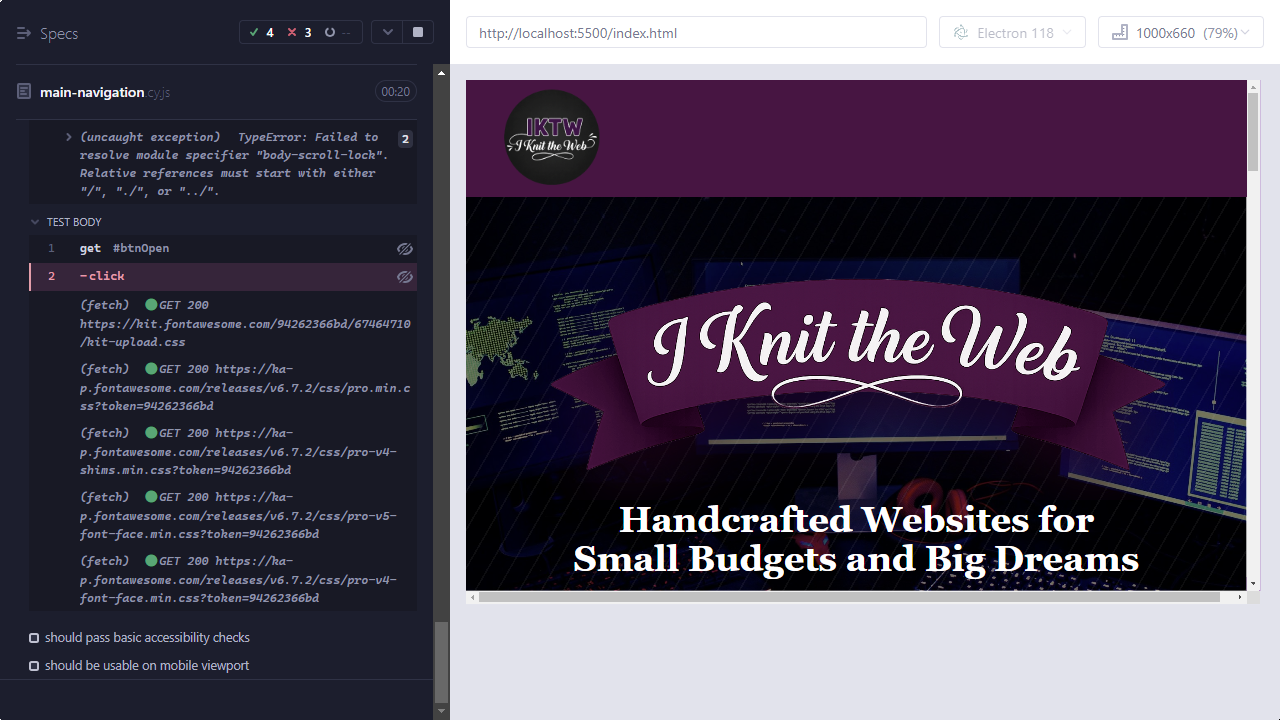 Specs
4 3 --
http://localhost:5500/index.html
Electron 118
1000x660 (79%)
main-navigation.cy.js
00:20
(uncaught exception) TypeError: Failed to
resolve module specifier "body-scroll-lock".
Relative references must start with either
"/", "./", or "../".
2
TEST BODY
1 get #btnOpen
2 -click
(fetch) GET 200
https://kit.fontawesome.com/94262366bd/67464710
/kit-upload.css
(fetch) GET 200 https://ka-
p.fontawesome.com/releases/v6.7.2/css/pro.min.c
ss?token=94262366bd
(fetch) GET 200 https://ka-
p.fontawesome.com/releases/v6.7.2/css/pro-v4-
shims.min.css?token=94262366bd
(fetch) GET 200 https://ka-
p.fontawesome.com/releases/v6.7.2/css/pro-v5-
font-face.min.css?token=94262366bd
(fetch) GET 200 https://ka-
p.fontawesome.com/releases/v6.7.2/css/pro-v4-
font-face.min.css?token=94262366bd
should pass basic accessibility checks
should be usable on mobile viewport
IKTW
I Knit the Web
I Knit the Web
Handcrafted Websites for
Small Budgets and Big Dreams